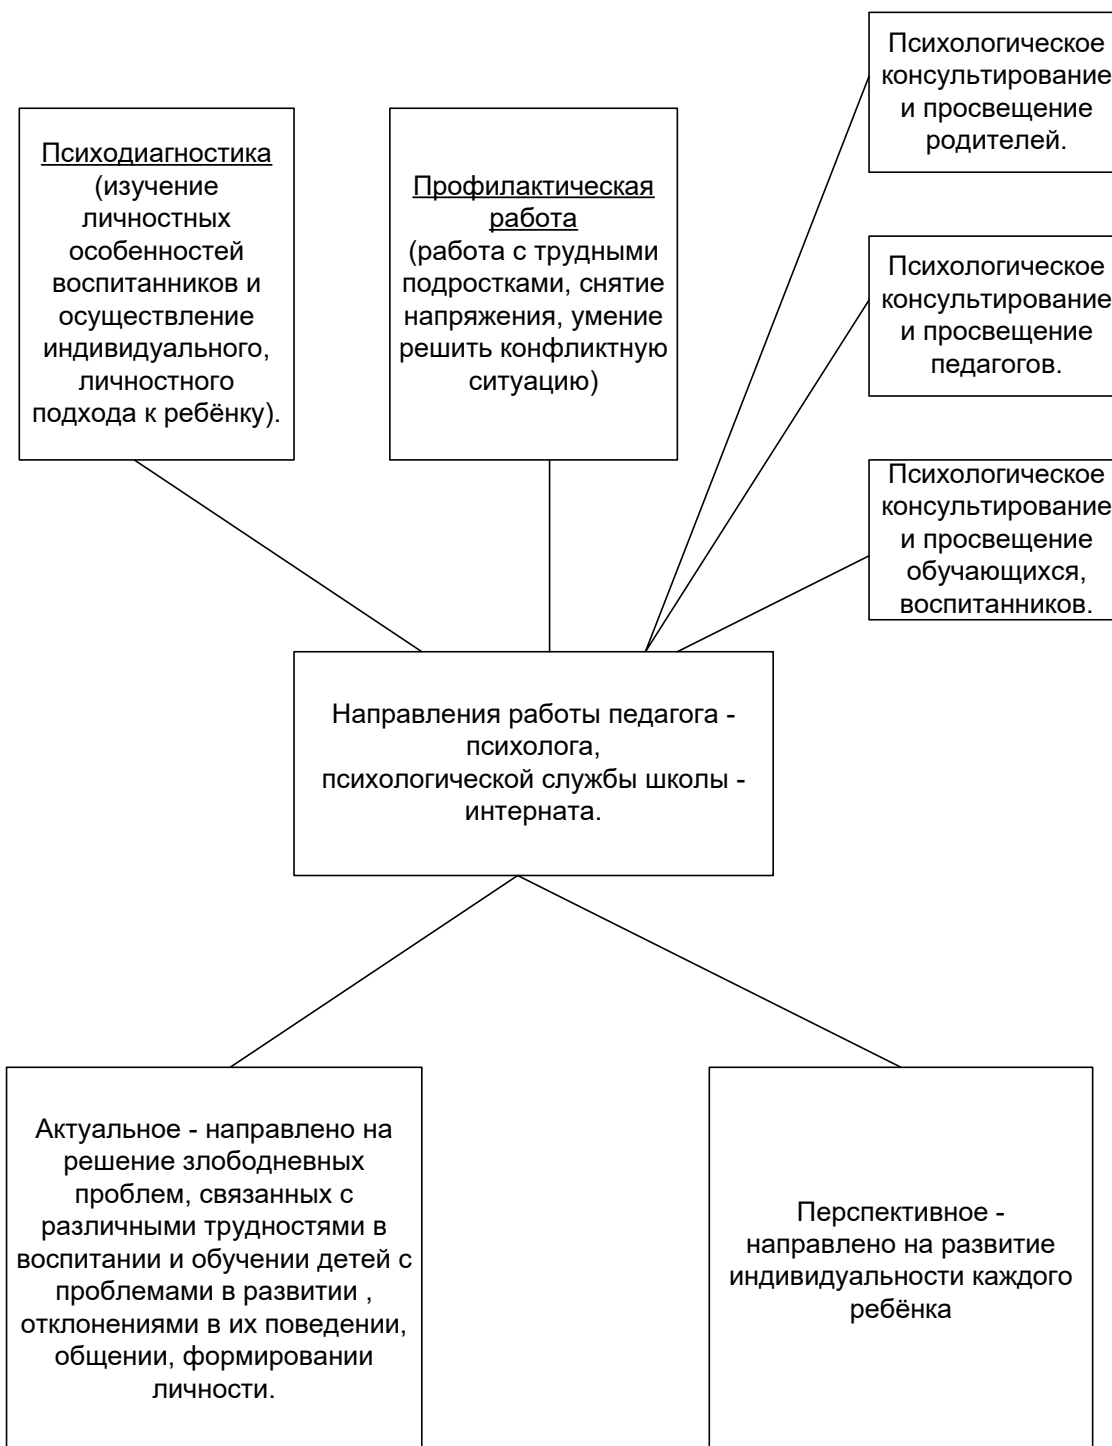 Психологическое
консультирование
и просвещение
родителей.
Психодиагностика
(изучение
личностных
особенностей
воспитанников и
осуществление
индивидуального,
личностного
подхода к ребёнку).
Профилактическая
работа
(работа с трудными
подростками, снятие
напряжения, умение
решить конфликтную
ситуацию)
Психологическое
консультирование
и просвещение
педагогов.
Психологическое
консультирование
и просвещение
обучающихся,
воспитанников.
Направления работы педагога -
психолога,
психологической службы школы -
интерната.
Актуальное - направлено на
решение злободневных
проблем, связанных с
различными трудностями в
воспитании и обучении детей с
проблемами в развитии ,
отклонениями в их поведении,
общении, формировании
личности.
Перспективное -
направлено на развитие
индивидуальности каждого
ребёнка